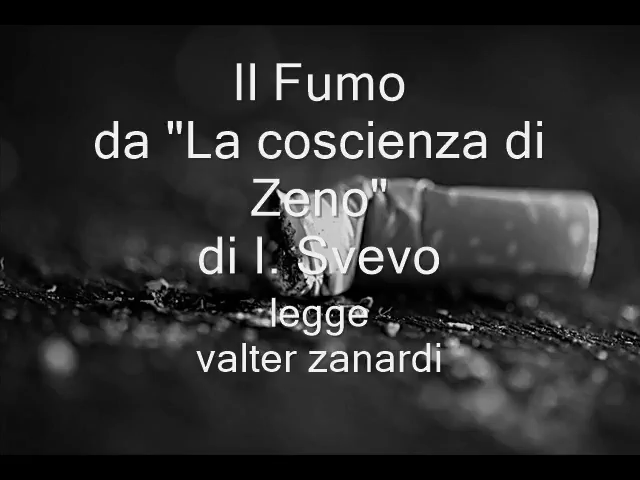 Il Fumo
da "La coscienza di
Zeno"
di I. Svevo
legge
valter zanardi